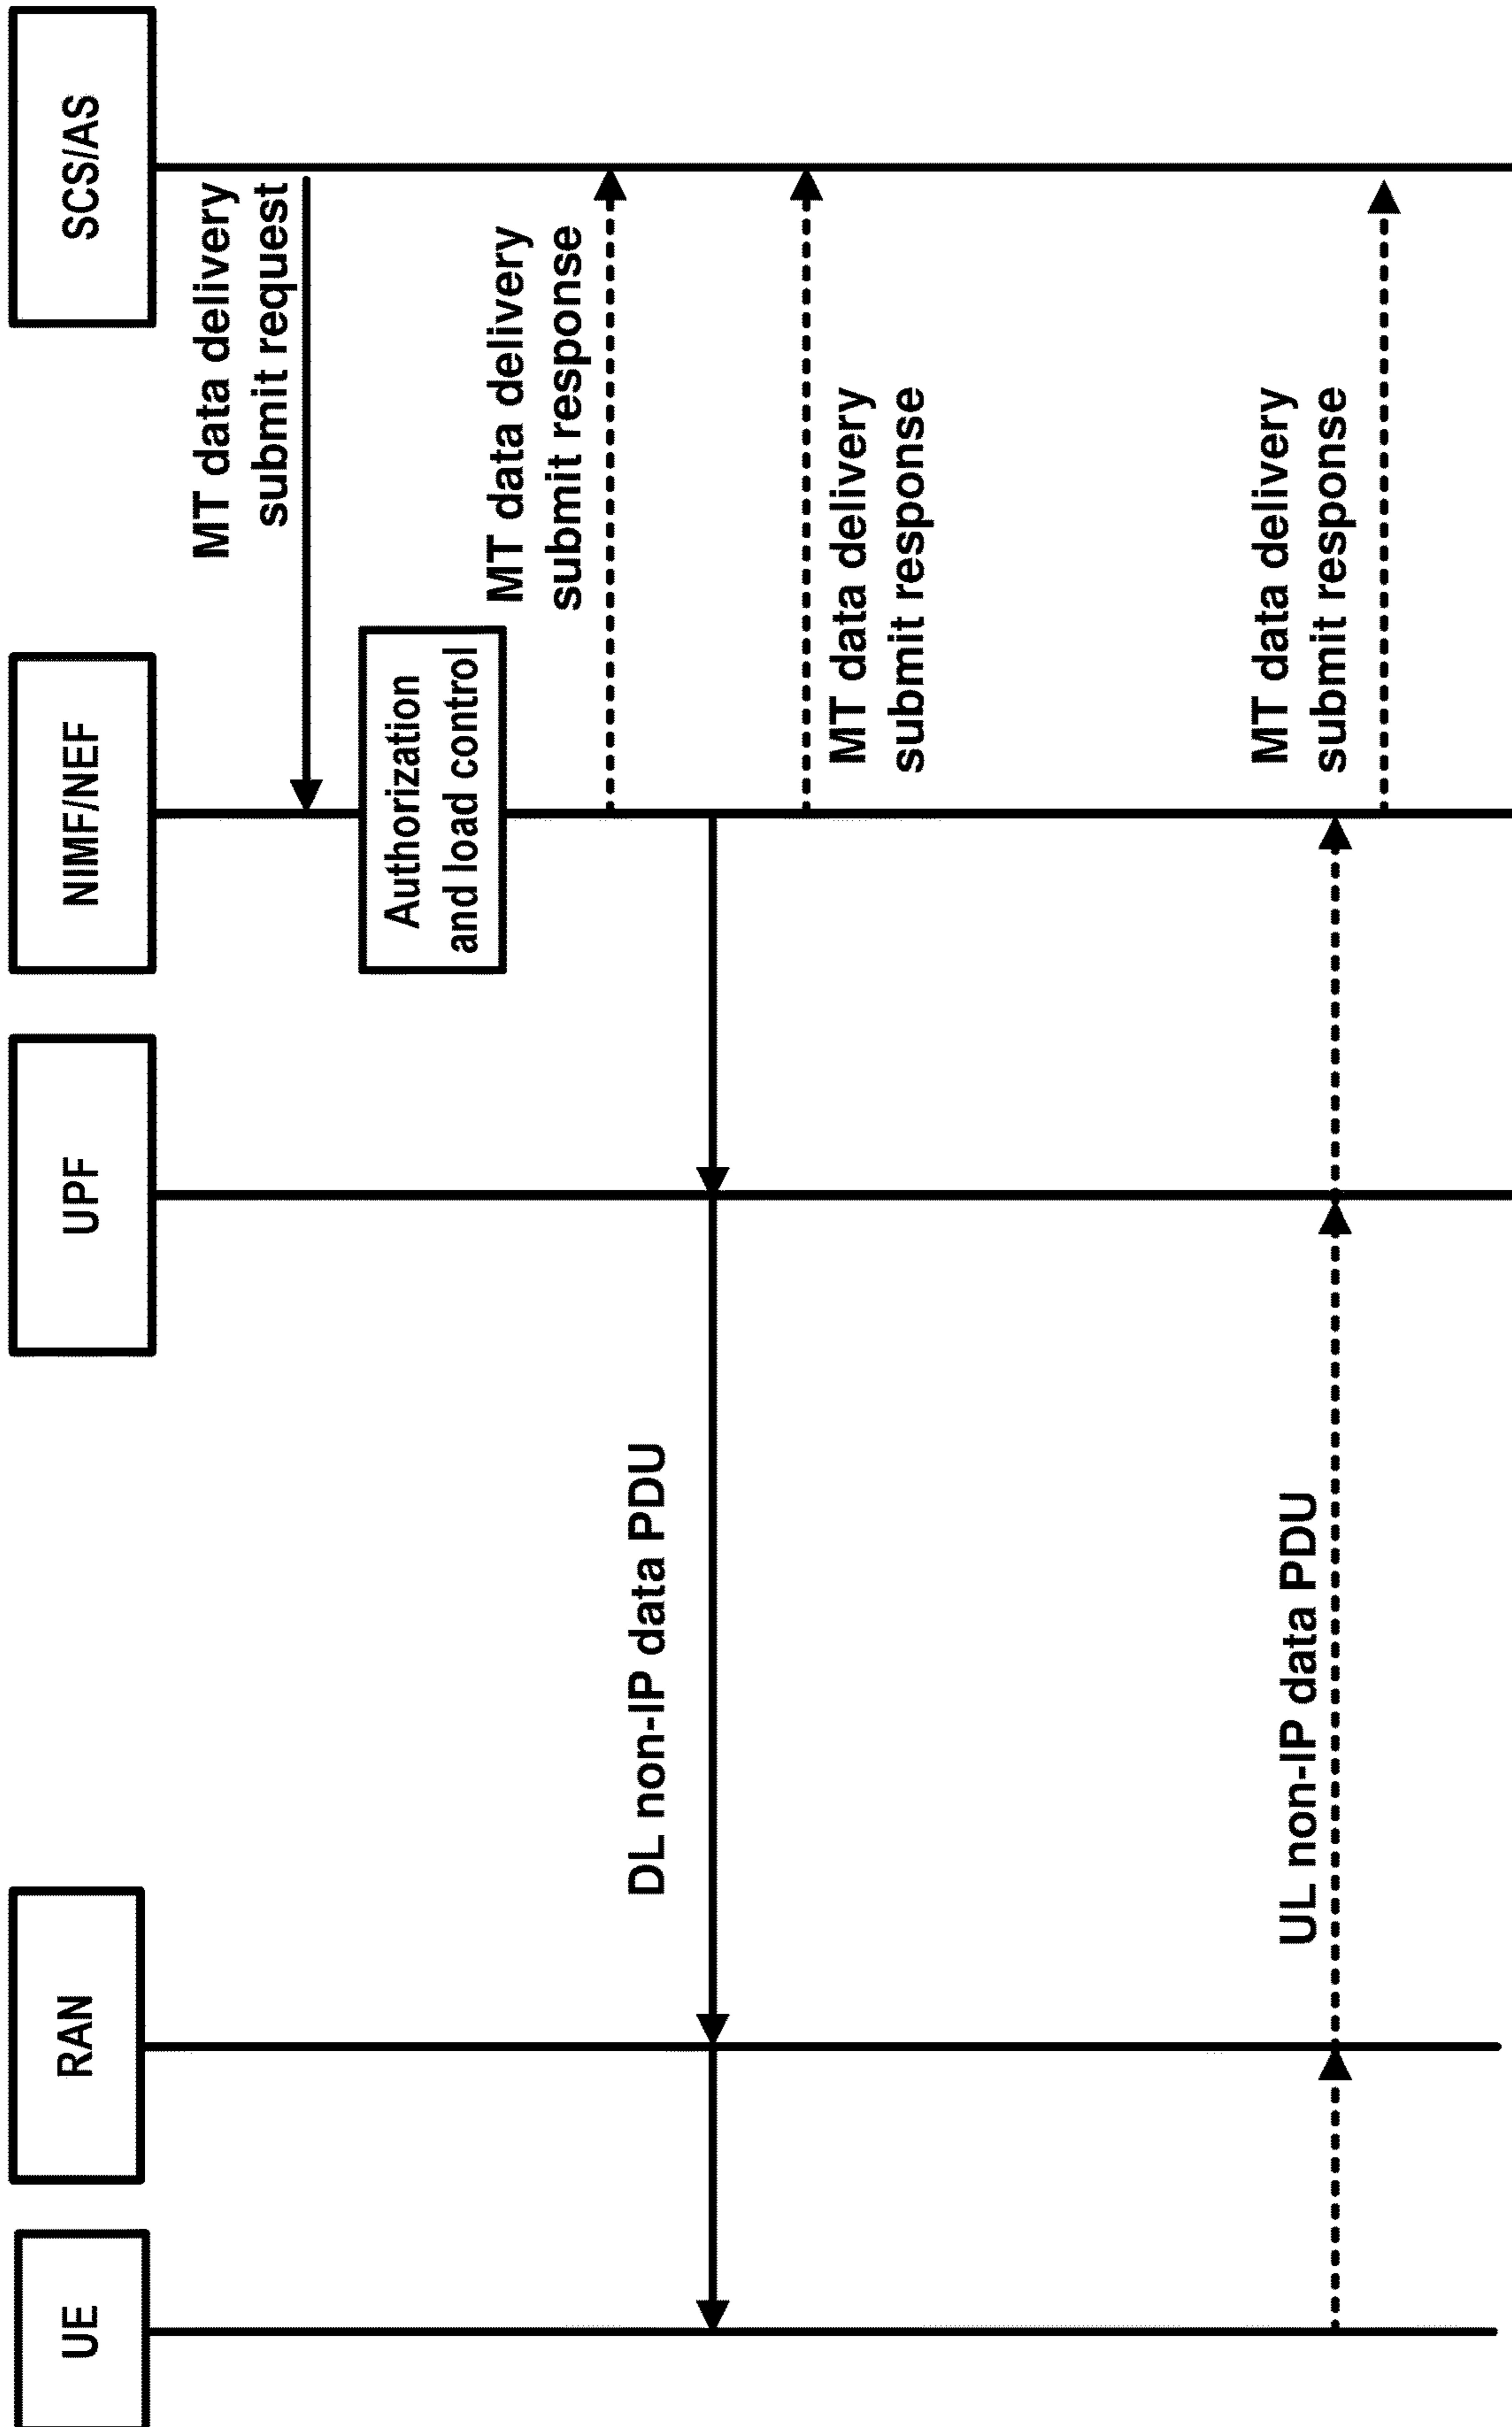 UE
RAN
UPF
NIMF/NEF
SCS/AS
MT data delivery
submit request
Authorization
and load control
MT data delivery
submit response
DL non-IP data PDU
MT data delivery
submit response
UL non-IP data PDU
MT data delivery
submit response